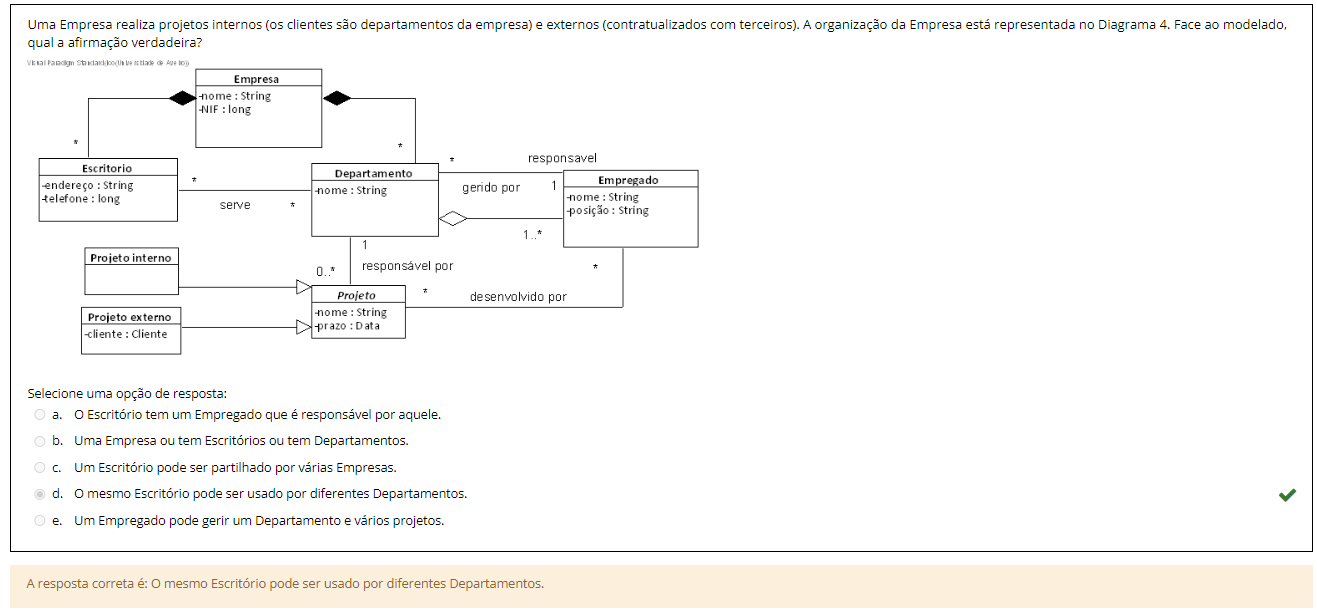 Uma Empresa realiza projetos internos (os clientes são departamentos da empresa) e externos (contratualizados com terceiros). A organização da Empresa está representada no Diagrama 4. Face ao modelado,
qual a afirmação verdadeira?
Empresa
-nome : String
-NIF : long
*
*
*
responsavel
Escritorio
-endereço : String
-telefone : long
*
serve
*
Departamento
-nome : String
gerido por
1
Empregado
-nome : String
-posição : String
1..*
1
0..*
responsável por
*
Projeto interno
Projeto
-nome : String
-prazo : Data
*
desenvolvido por
Projeto externo
-cliente : Cliente
Selecione uma opção de resposta:
a. O Escritório tem um Empregado que é responsável por aquele.
b. Uma Empresa ou tem Escritórios ou tem Departamentos.
c. Um Escritório pode ser partilhado por várias Empresas.
d. O mesmo Escritório pode ser usado por diferentes Departamentos.
e. Um Empregado pode gerir um Departamento e vários projetos.
A resposta correta é: O mesmo Escritório pode ser usado por diferentes Departamentos.